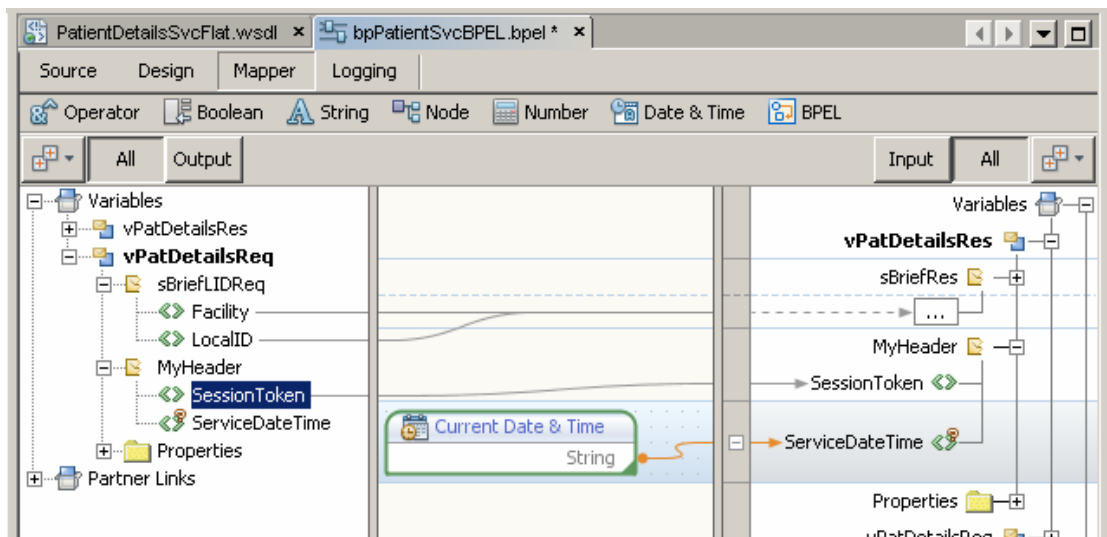 PatientDetailsSvcFlat.wsdl × bpPatientSvcBPEL.bpel * ×
Source Design Mapper Logging
Operator Boolean String Node Number Date & Time BPEL
All Output Input All
Variables Variables
vPatDetailsRes vPatDetailsRes
vPatDetailsReq
sBriefLIDReq sBriefRes
Facility ...
LocalID MyHeader
MyHeader
SessionToken SessionToken
ServiceDateTime Current Date & Time ServiceDateTime
Properties String
Partner Links
Properties
vPatDetailsReq